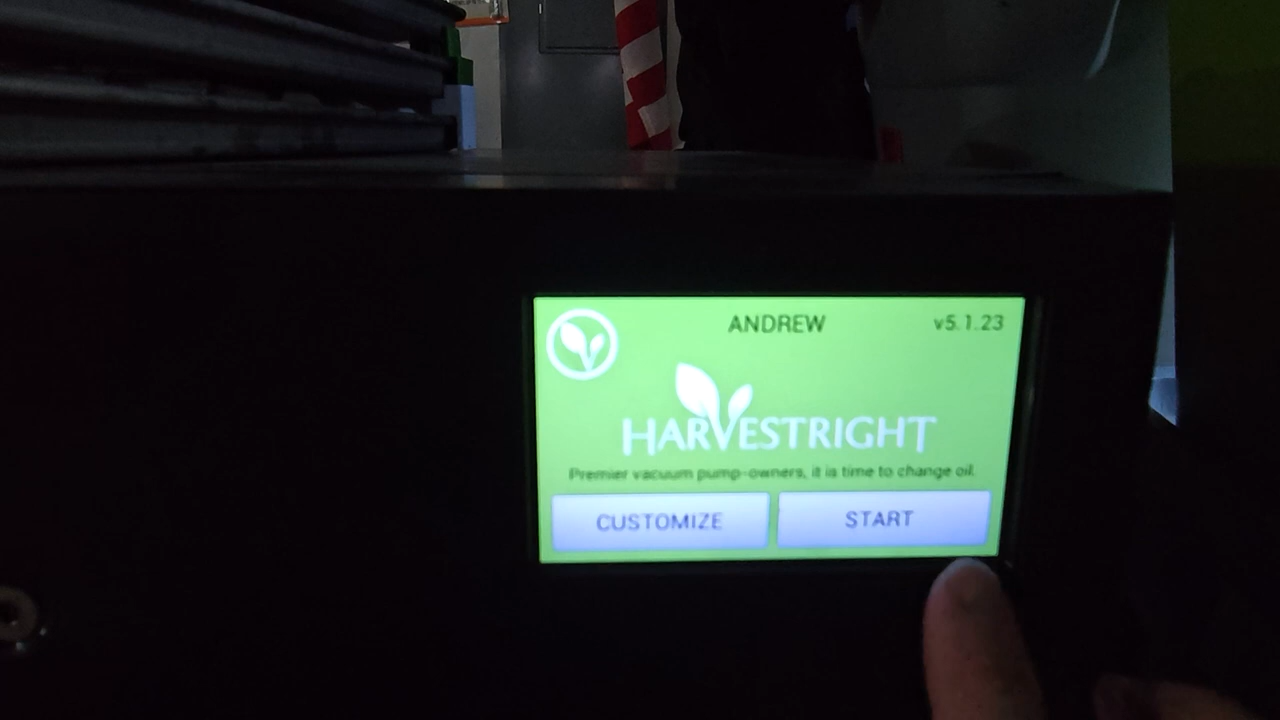 ANDREW
v5.1.23
HARVESTRIGHT
Premier vacuum pump-owners, it is time to change oil.
CUSTOMIZE
START